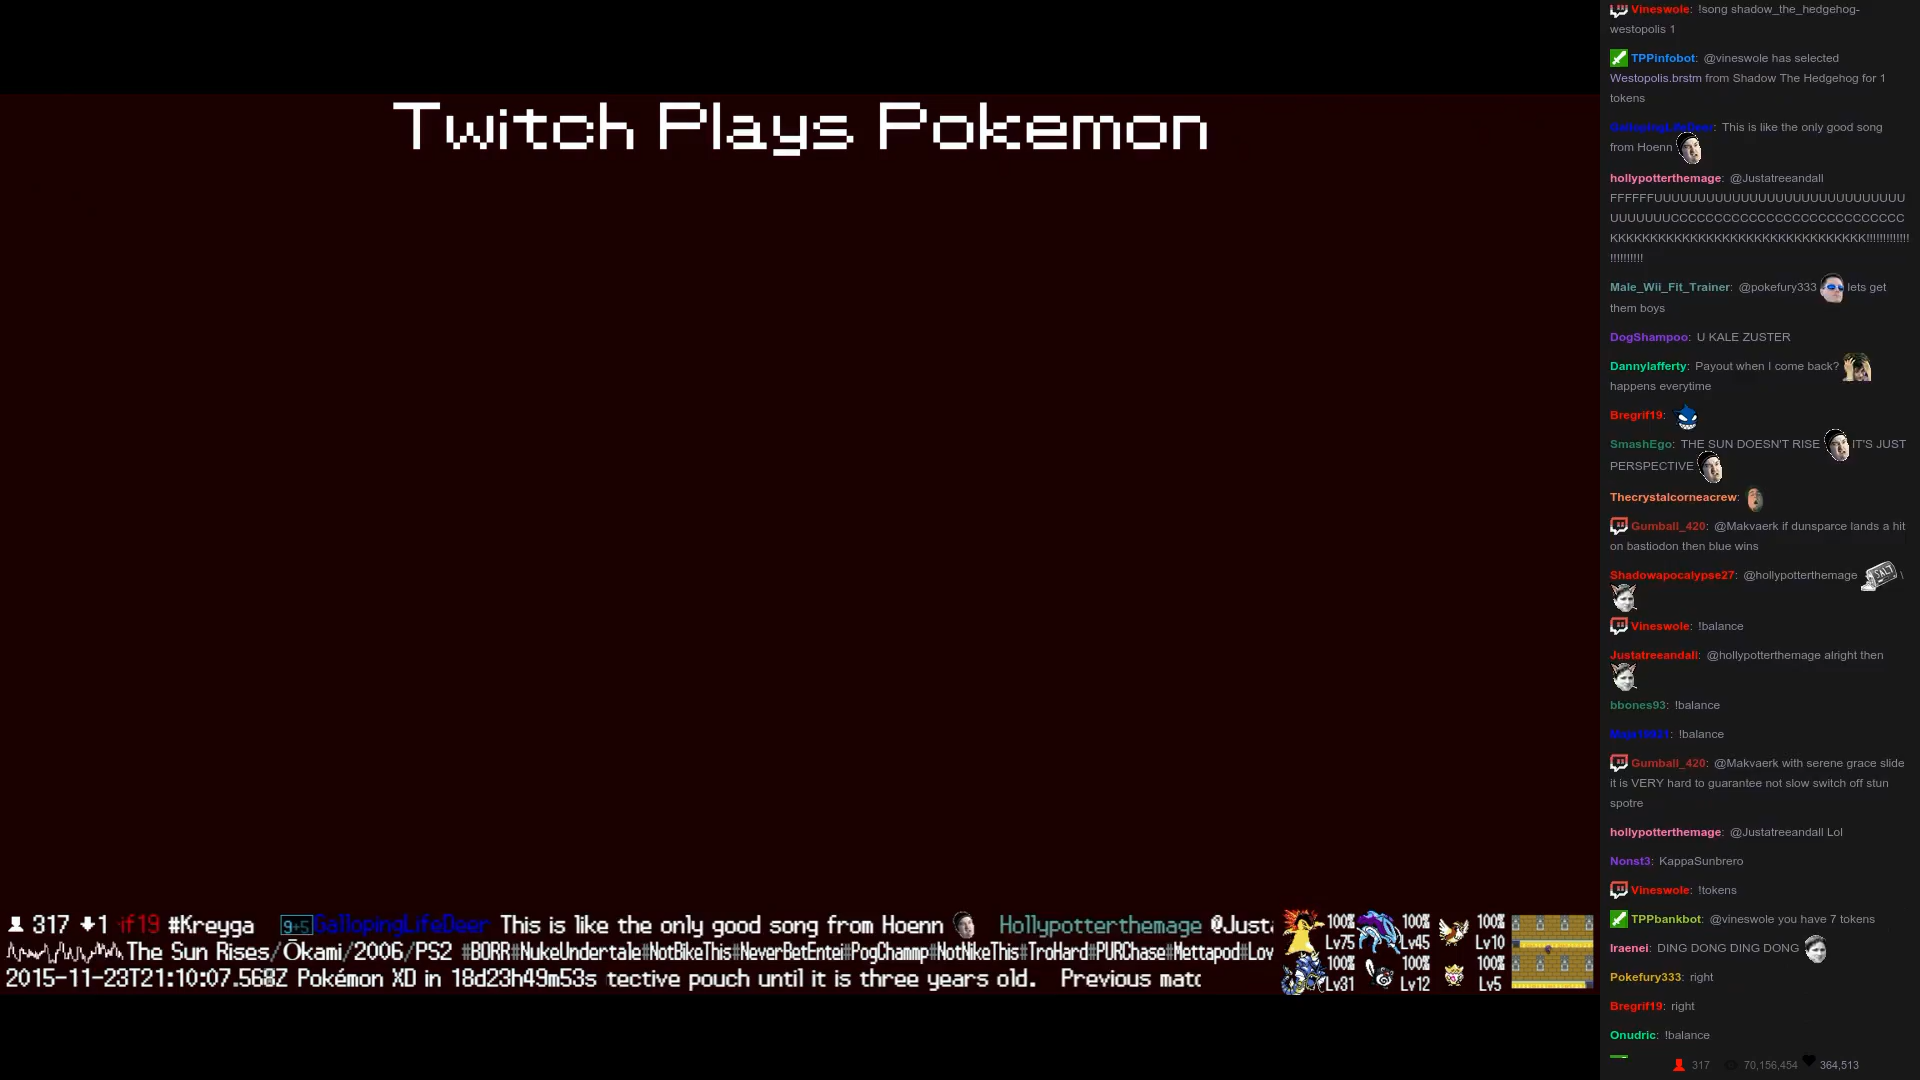 Twitch Plays Pokemon
317 1 if19 #Kreyga 9+5 GallopingLifeDeer This is like the only good song from Hoenn Hollypotterthemage @Just
The Sun Rises/Ōkami/2006/PS2 #BORR#NukeUndertale#NotBikeThis#NeverBetEntei#PogChamp#NotNikeThis#TroHard#PURChase#Mettapod#Lov
2015-11-23T21:10:07.568Z Pokémon XD in 18d23h49m53s tective pouch until it is three years old. Previous matc
100% 100% 100%
Lv75 Lv45 Lv10
100% 100% 100%
Lv31 Lv12 Lv5
Vineswole: !song shadow_the_hedgehog-
westopolis 1
TPPinfobot: @vineswole has selected
Westopolis.brstm from Shadow The Hedgehog for 1
tokens
GallopingLifeDeer: This is like the only good song
from Hoenn
hollypotterthemage: @Justatreeandall
FFFFFFUUUUUUUUUUUUUUUUUUUUUUUUUUUUU
UUUUUUUCCCCCCCCCCCCCCCCCCCCCCCCCCC
KKKKKKKKKKKKKKKKKKKKKKKKKKKKKKKK!!!!!!!!!!!!!
!!!!!!!!!!
Male_Wii_Fit_Trainer: @pokefury333 lets get
them boys
DogShampoo: U KALE ZUSTER
Dannylafferty: Payout when I come back?
happens everytime
Bregrif19:
SmashEgo: THE SUN DOESN'T RISE IT'S JUST
PERSPECTIVE
Thecrystalcorneacrew:
Gumball_420: @Makvaerk if dunsparce lands a hit
on bastiodon then blue wins
Shadowapocalypse27: @hollypotterthemage SALT \
Vineswole: !balance
Justatreeandall: @hollypotterthemage alright then
bbones93: !balance
: !balance
Gumball_420: @Makvaerk with serene grace slide
it is VERY hard to guarantee not slow switch off stun
spotre
hollypotterthemage: @Justatreeandall Lol
Nonst3: KappaSunbrero
Vineswole: !tokens
TPPbankbot: @vineswole you have 7 tokens
Iraenei: DING DONG DING DONG
Pokefury333: right
Bregrif19: right
Onudric: !balance
317 70,156,454 364,513